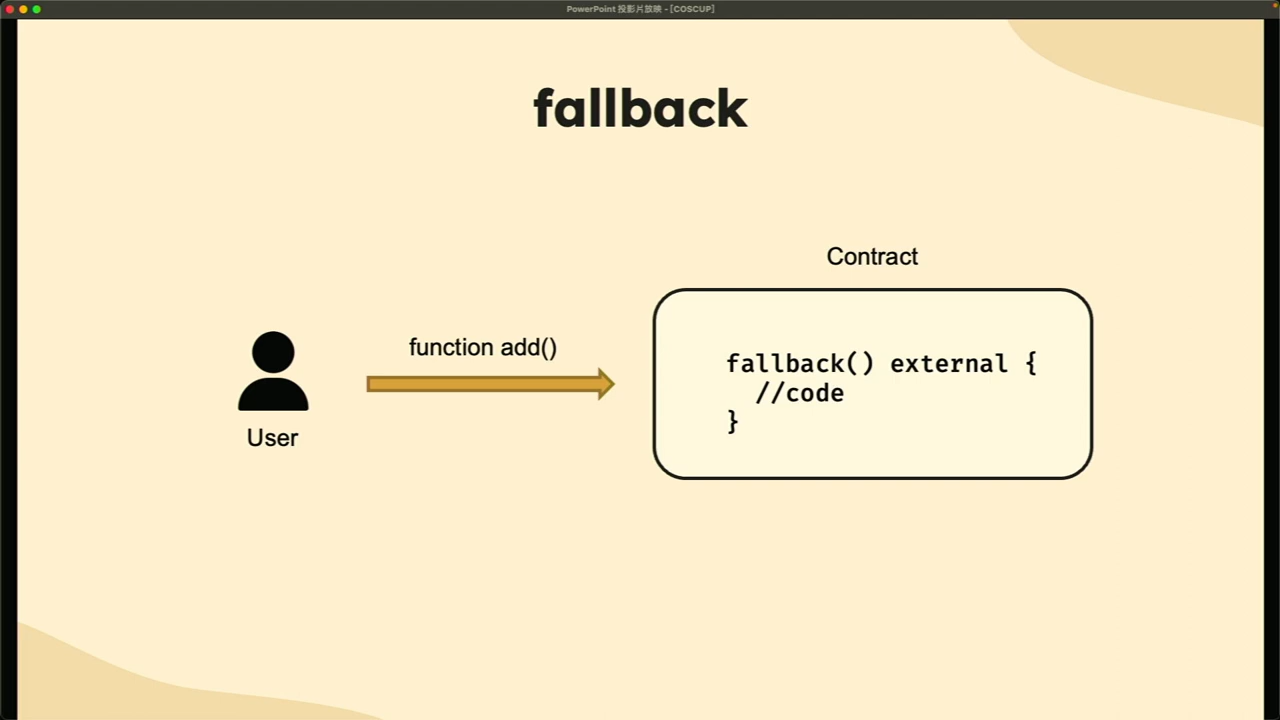 PowerPoint 投影片放映 - [COSCUP]
fallback
Contract
function add()
User
fallback() external {
//code
}